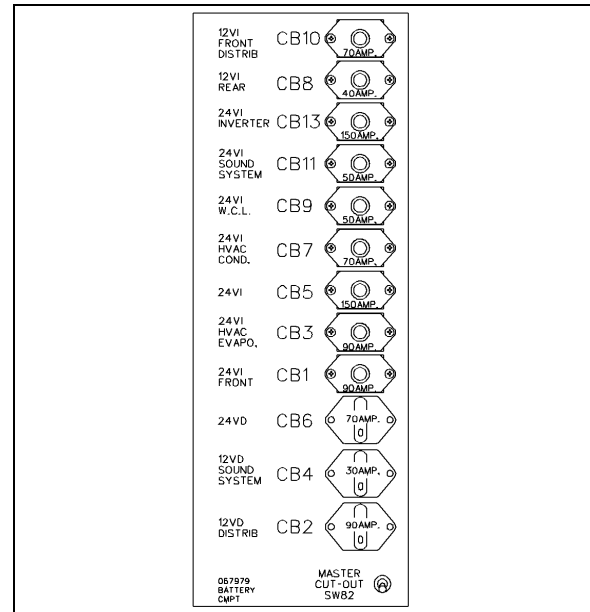 12VI
FRONT
DISTRIB
CB10
70AMP.
12VI
REAR
CB8
40AMP.
24VI
INVERTER
CB13
150AMP.
24VI
SOUND
SYSTEM
CB11
50AMP.
24VI
W.C.L.
CB9
50AMP.
24VI
HVAC
COND.
CB7
70AMP.
24VI
CB5
150AMP.
24VI
HVAC
EVAPO.
CB3
90AMP.
24VI
FRONT
CB1
90AMP.
24VD
CB6
70AMP.
12VD
SOUND
SYSTEM
CB4
30AMP.
12VD
DISTRIB
CB2
90AMP.
067979
BATTERY
CMPT
MASTER
CUT-OUT
SW82